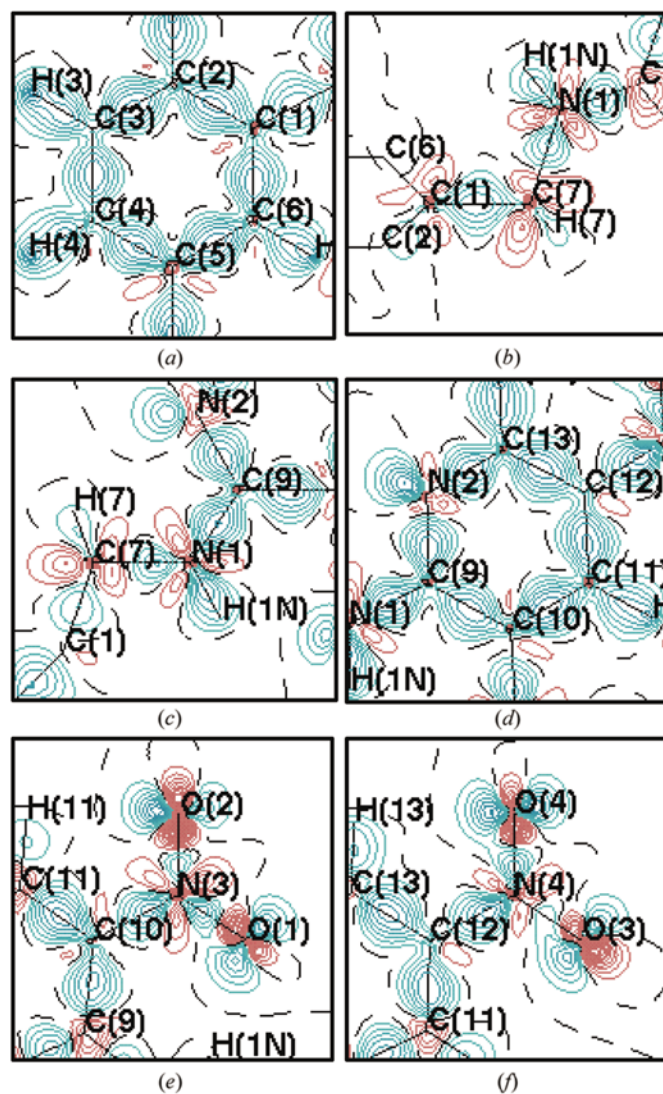 H(3)
C(2)
C(3)
C(1)
C(4)
C(6)
H(4)
C(5)
H
(a)
H(1N)
C
N(1)
C(6)
C(1)
C(7)
C(2)
H(7)
(b)
N(2)
C(9)
H(7)
C(7)
N(1)
H(1N)
C(1)
(c)
C(13)
N(2)
C(12)
C(9)
C(11)
N(1)
C(10)
H
H(1N)
(d)
H(11)
O(2)
C(11)
N(3)
C(10)
O(1)
C(9)
H(1N)
(e)
H(13)
O(4)
C(13)
N(4)
C(12)
O(3)
C(11)
(f)